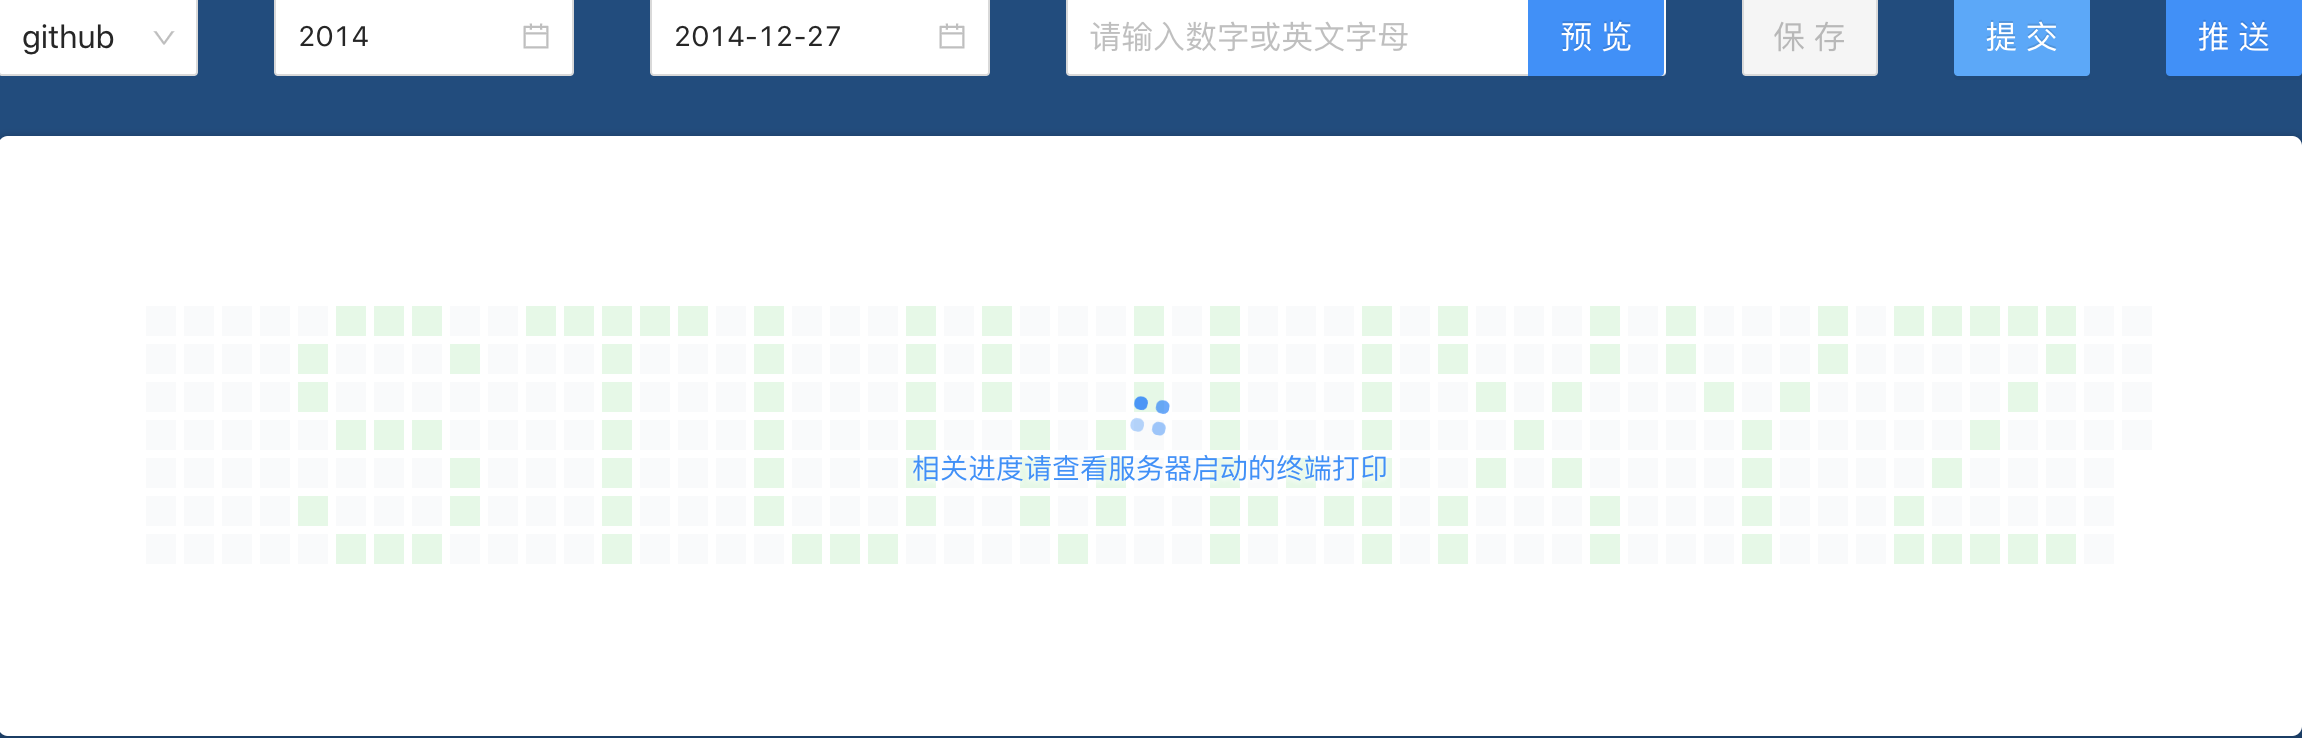 github 2014 2014-12-27 请输入数字或英文字母 预览 保存 提交 推送
STUVWXYZ
相关进度请查看服务器启动的终端打印